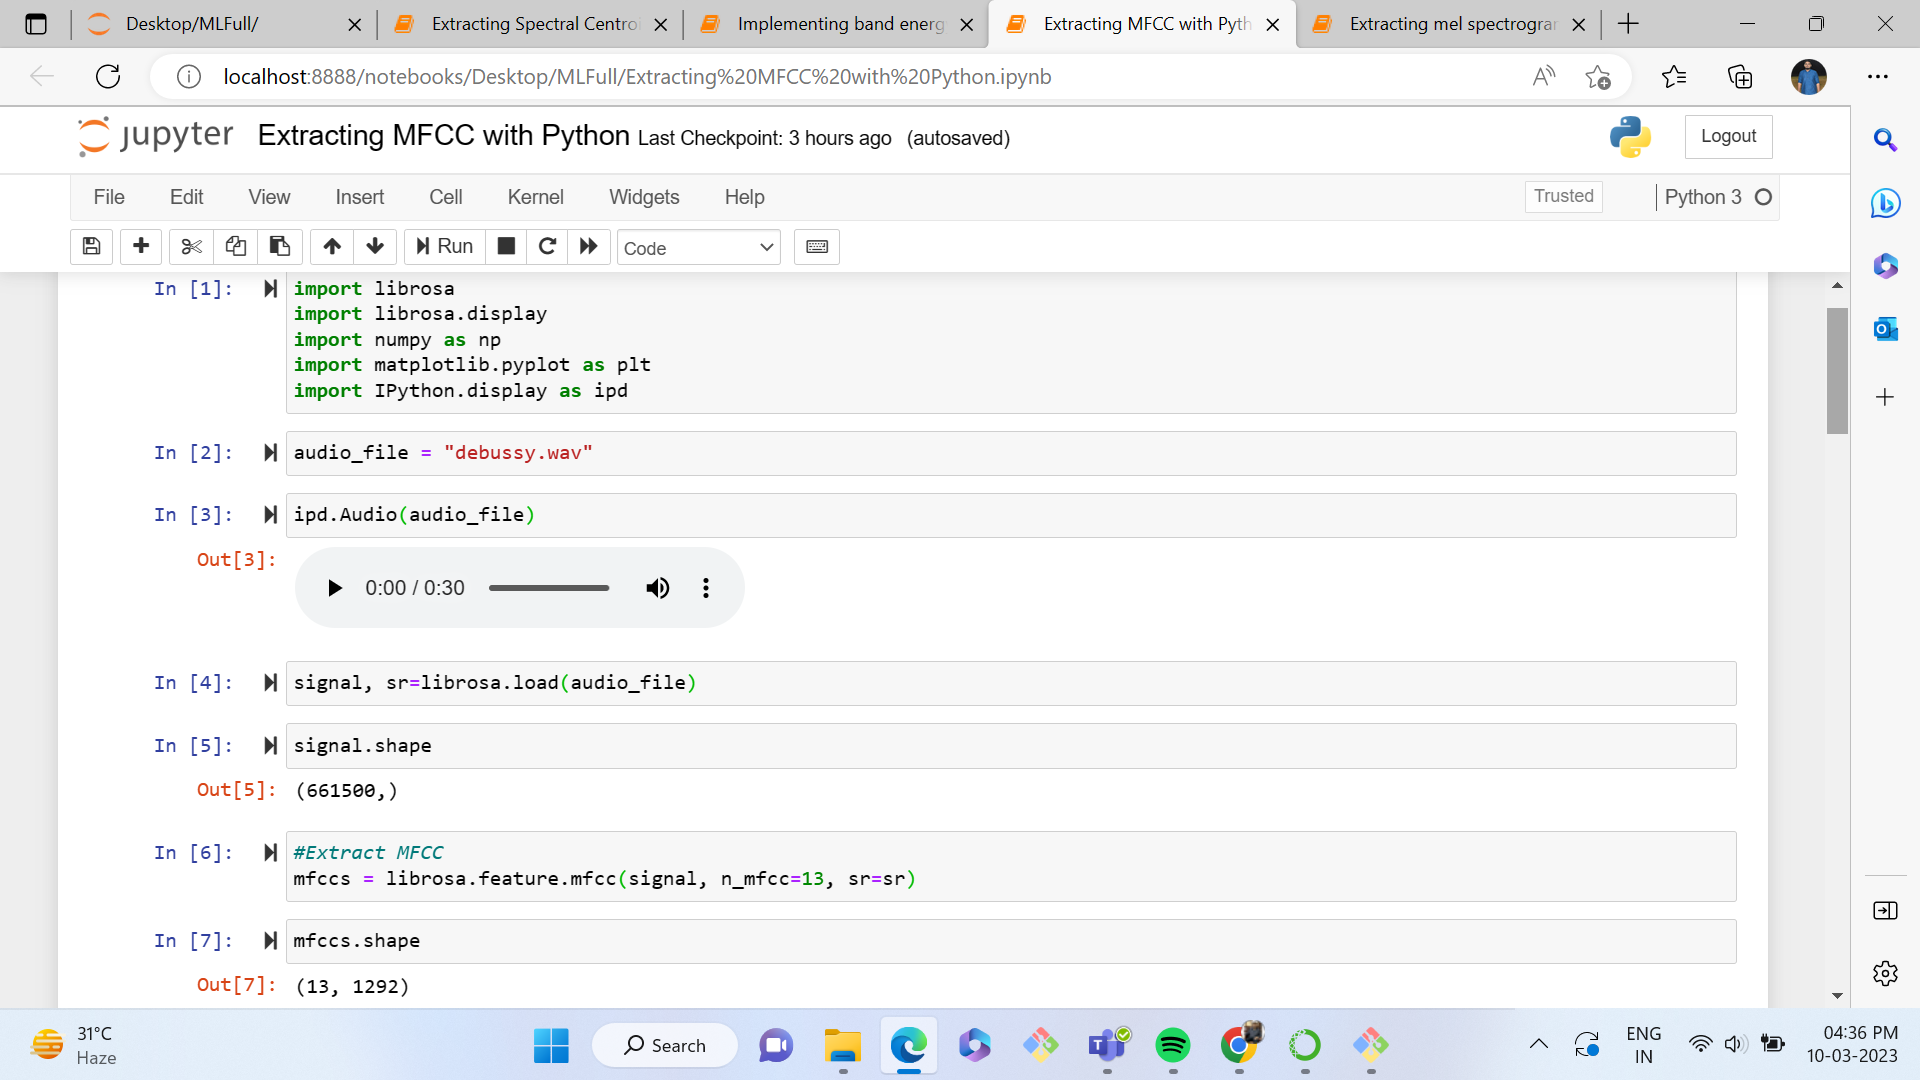 Desktop/MLFull/
Extracting Spectral Centro
Implementing band energ
Extracting MFCC with Pyth
Extracting mel spectrogra
localhost:8888/notebooks/Desktop/MLFull/Extracting%20MFCC%20with%20Python.ipynb
jupyter Extracting MFCC with Python Last Checkpoint: 3 hours ago (autosaved)
Logout
File Edit View Insert Cell Kernel Widgets Help
Trusted
Python 3
Run
Code
In [1]: import librosa
import librosa.display
import numpy as np
import matplotlib.pyplot as plt
import IPython.display as ipd
In [2]: audio_file = "debussy.wav"
In [3]: ipd.Audio(audio_file)
Out[3]:
0:00 / 0:30
In [4]: signal, sr=librosa.load(audio_file)
In [5]: signal.shape
Out[5]: (661500,)
In [6]: #Extract MFCC
mfccs = librosa.feature.mfcc(signal, n_mfcc=13, sr=sr)
In [7]: mfccs.shape
Out[7]: (13, 1292)
31°C
Haze
Search
ENG
IN
04:36 PM
10-03-2023